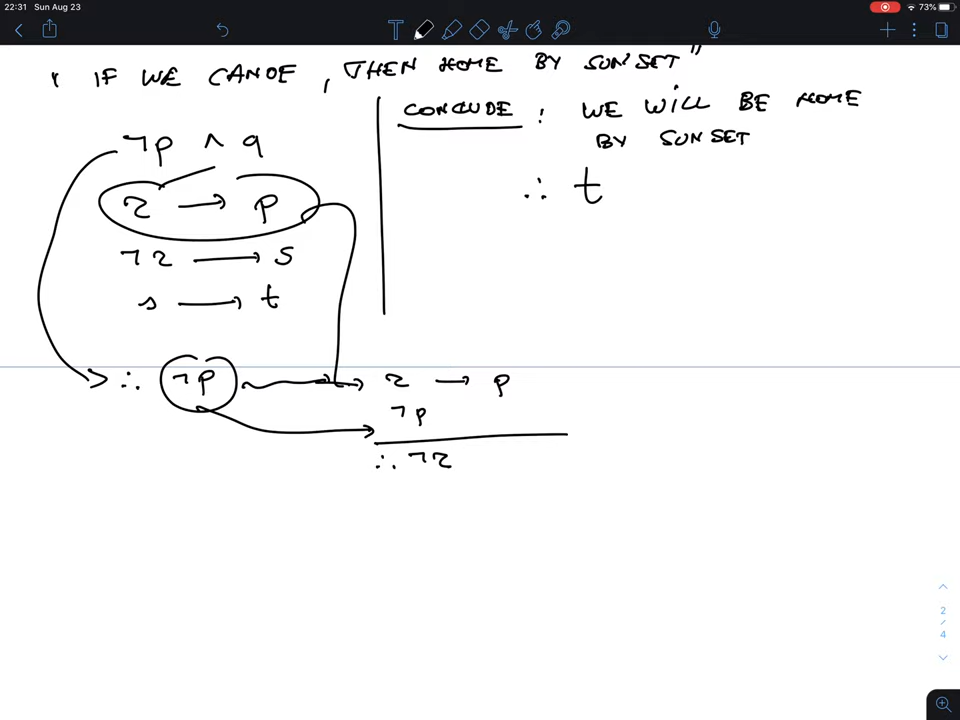 22:31 Sun Aug 23 73%
" IF WE CANOE, THEN HOME BY SUNSET"
CONCLUDE : WE WILL BE HOME
BY SUNSET
∴ t
¬p ∧ q
r → p
¬r → s
s → t
∴ ¬p → r → p
¬p
∴ ¬r
2
/
4